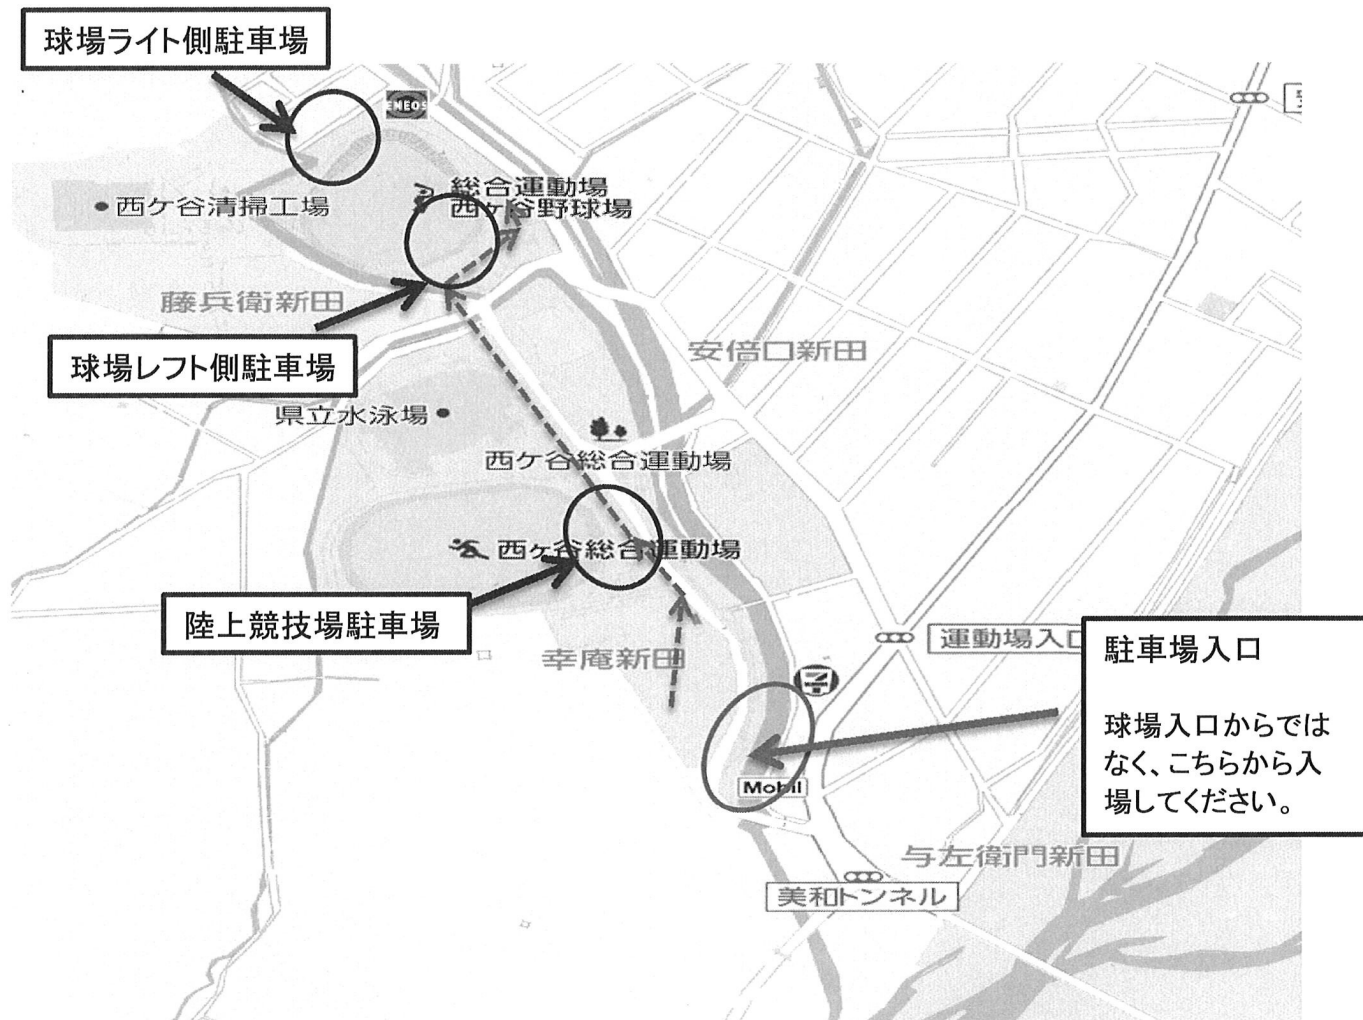 球場ライト側駐車場
ENEOS
総合運動場
西ヶ谷野球場
西ケ谷清掃工場
藤兵衛新田
球場レフト側駐車場
安倍口新田
県立水泳場
西ケ谷総合運動場
西ヶ谷総合運動場
陸上競技場駐車場
幸庵新田
運動場入口
駐車場入口
球場入口からでは
なく、こちらから入
場してください。
Mobil
与左衛門新田
美和トンネル